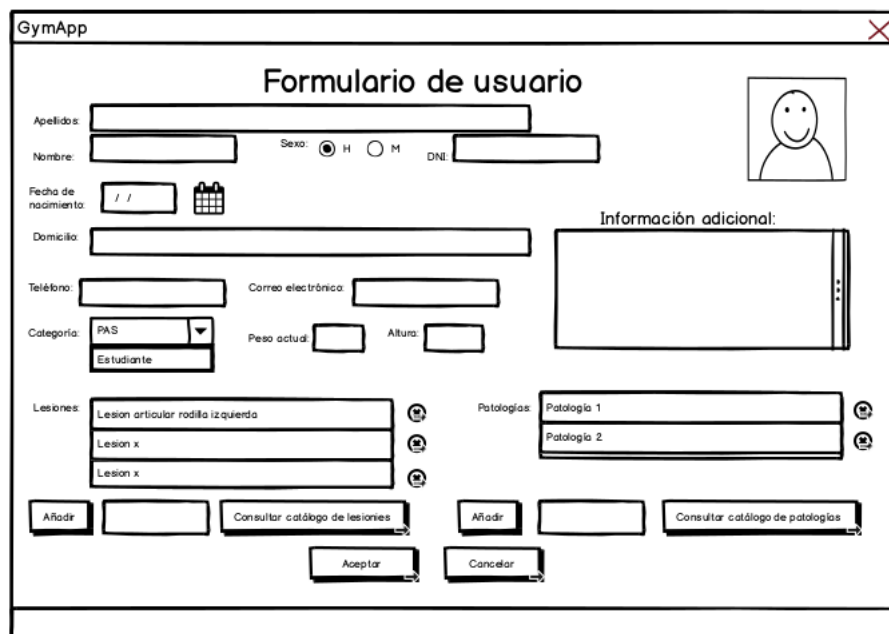 GymApp
Formulario de usuario
Apellidos:
Nombre:
Sexo: H M
DNI:
Fecha de
nacimiento:
/ /
Domicilio:
Información adicional:
Teléfono:
Correo electrónico:
Categoría:
PAS
Estudiante
Peso actual:
Altura:
Lesiones:
Lesion articular rodilla izquierda
Lesion x
Lesion x
Patologías:
Patología 1
Patología 2
Añadir
Consultar catálogo de lesionies
Añadir
Consultar catálogo de patologías
Aceptar
Cancelar